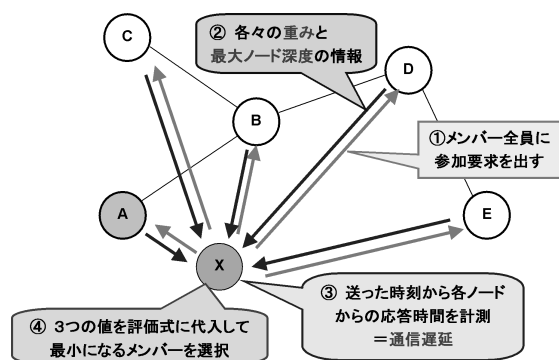 C
② 各々の重みと
最大ノード深度の情報
D
B
①メンバー全員に
参加要求を出す
A
E
X
③ 送った時刻から各ノード
からの応答時間を計測
＝通信遅延
④ 3つの値を評価式に代入して
最小になるメンバーを選択